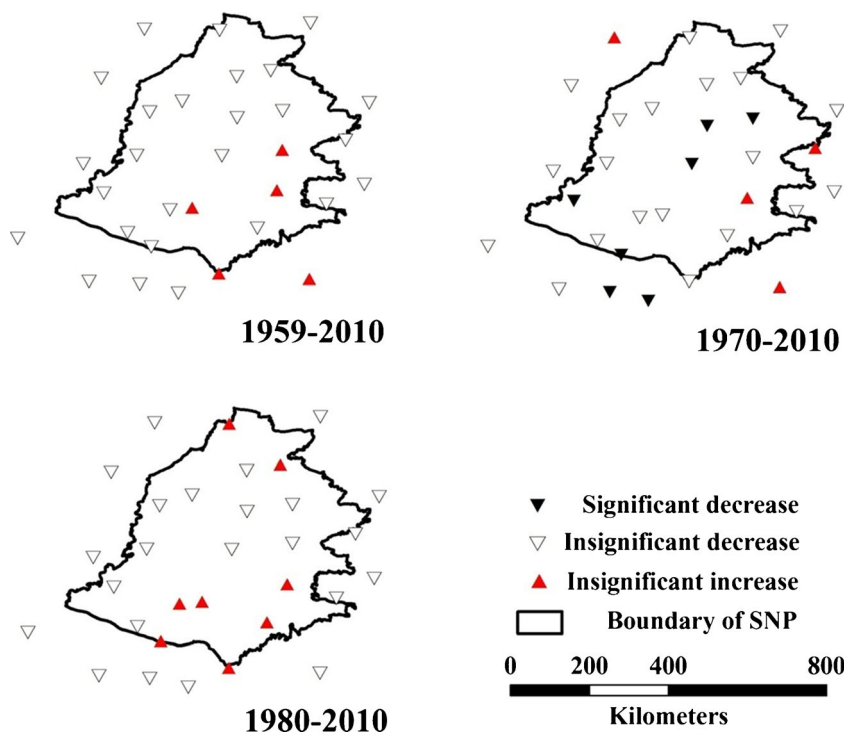 1959-2010
1970-2010
1980-2010
Significant decrease
Insignificant decrease
Insignificant increase
Boundary of SNP
0 200 400 800
Kilometers